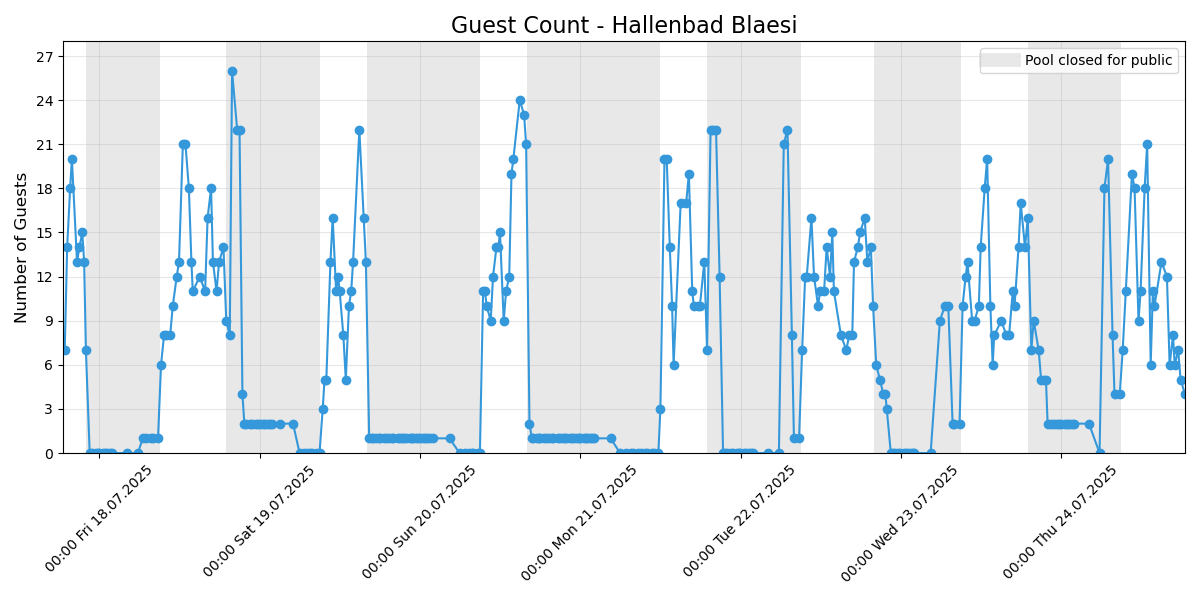 Guest Count - Hallenbad Blaesi
Pool closed for public
Number of Guests
27
24
21
18
15
12
9
6
3
0
00:00 Fri 18.07.2025
00:00 Sat 19.07.2025
00:00 Sun 20.07.2025
00:00 Mon 21.07.2025
00:00 Tue 22.07.2025
00:00 Wed 23.07.2025
00:00 Thu 24.07.2025